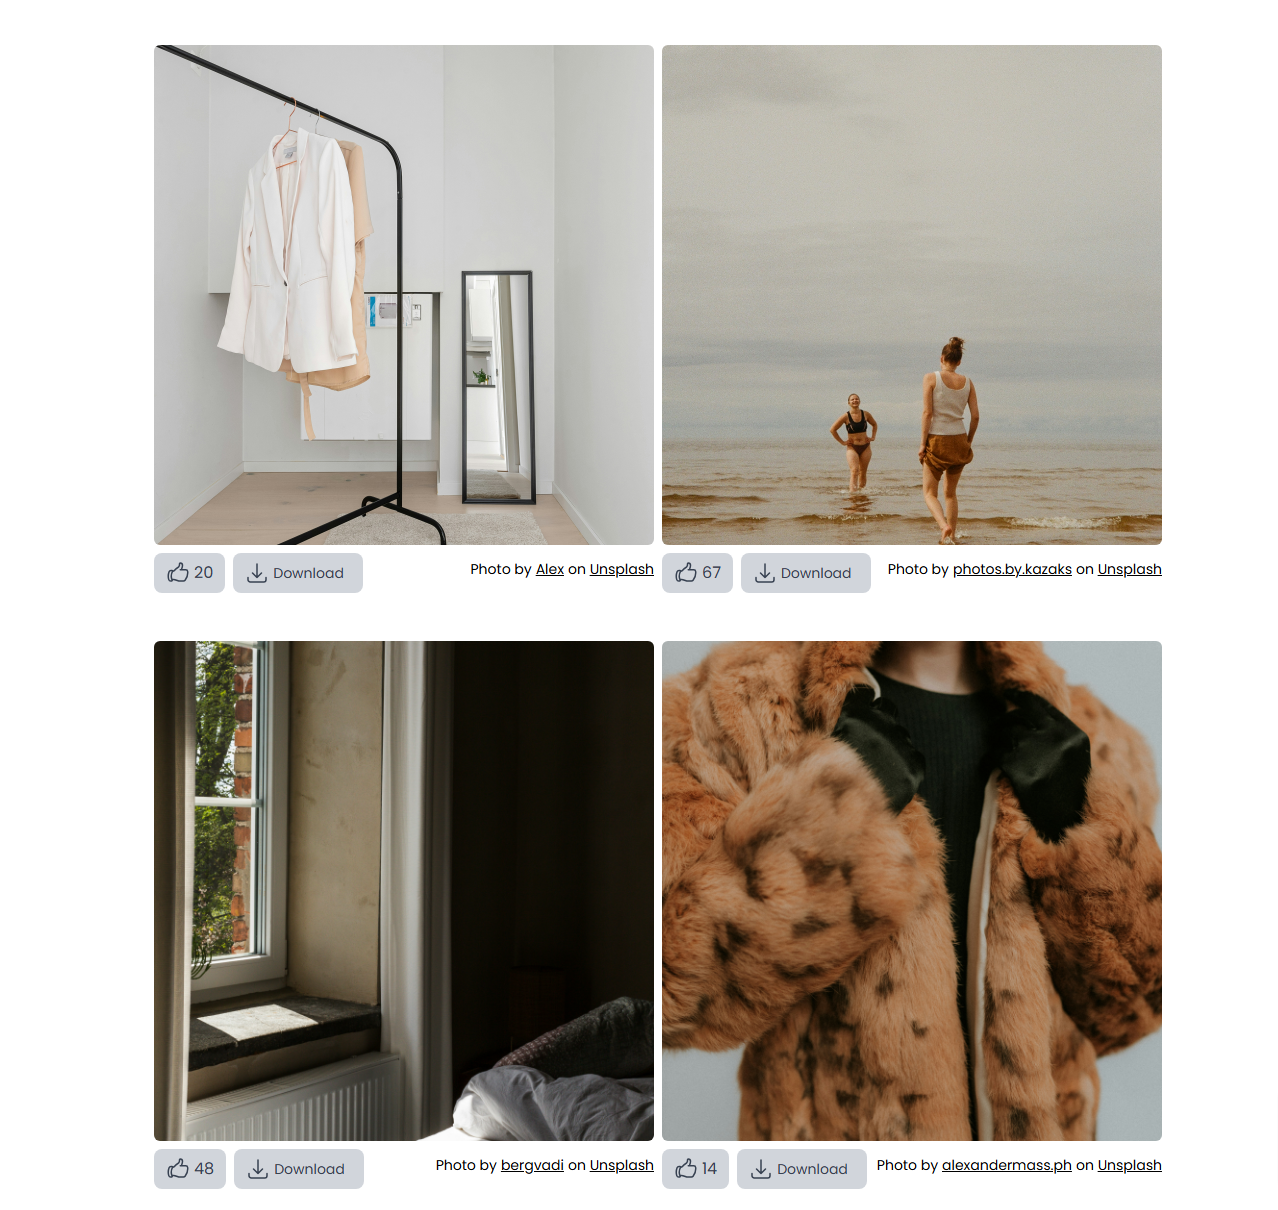 20 Download Photo by Alex on Unsplash
67 Download Photo by photos.by.kazaks on Unsplash
48 Download Photo by bergvadi on Unsplash
14 Download Photo by alexandermass.ph on Unsplash